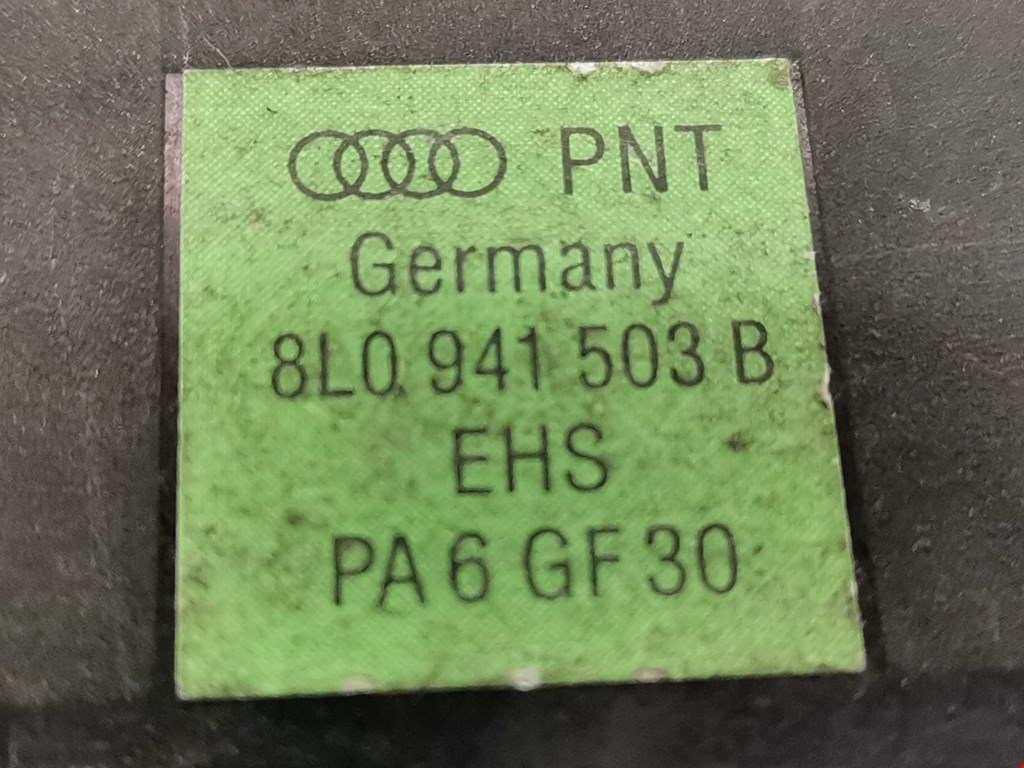 PNT
Germany
8L0 941 503 B
EHS
PA 6 GF 30